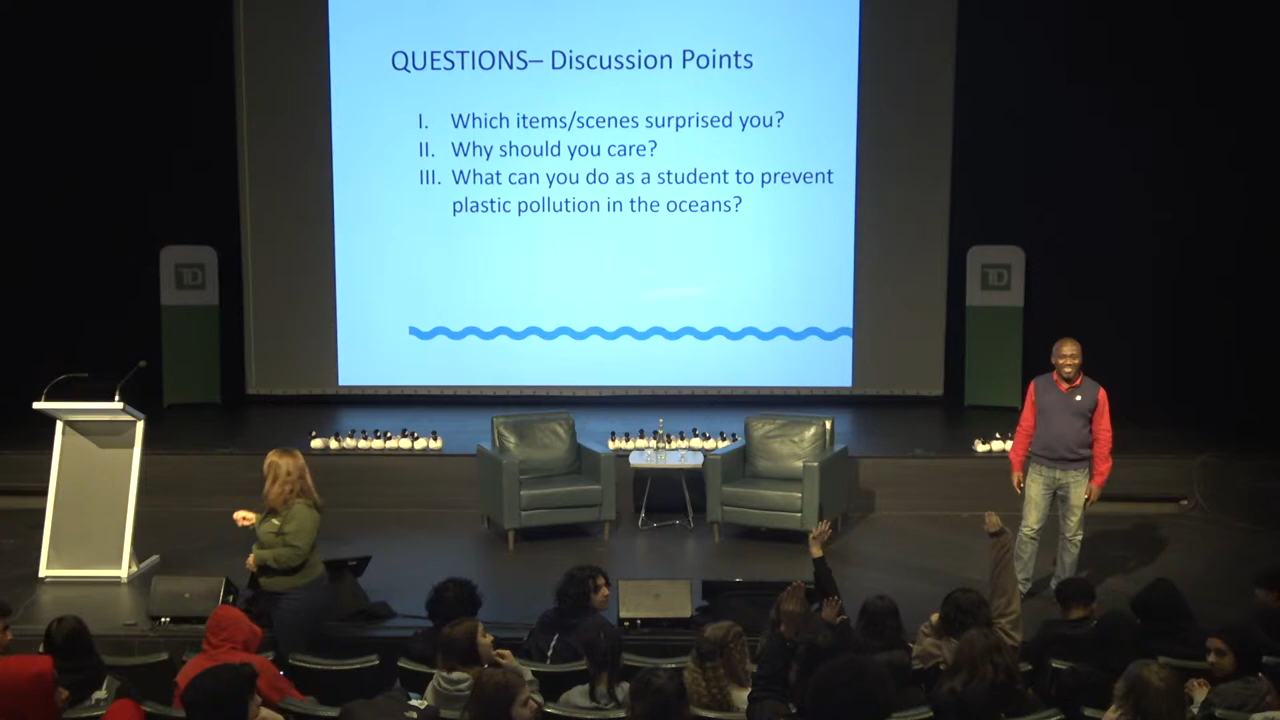 QUESTIONS– Discussion Points
I. Which items/scenes surprised you?
II. Why should you care?
III. What can you do as a student to prevent
plastic pollution in the oceans?
TD
TD